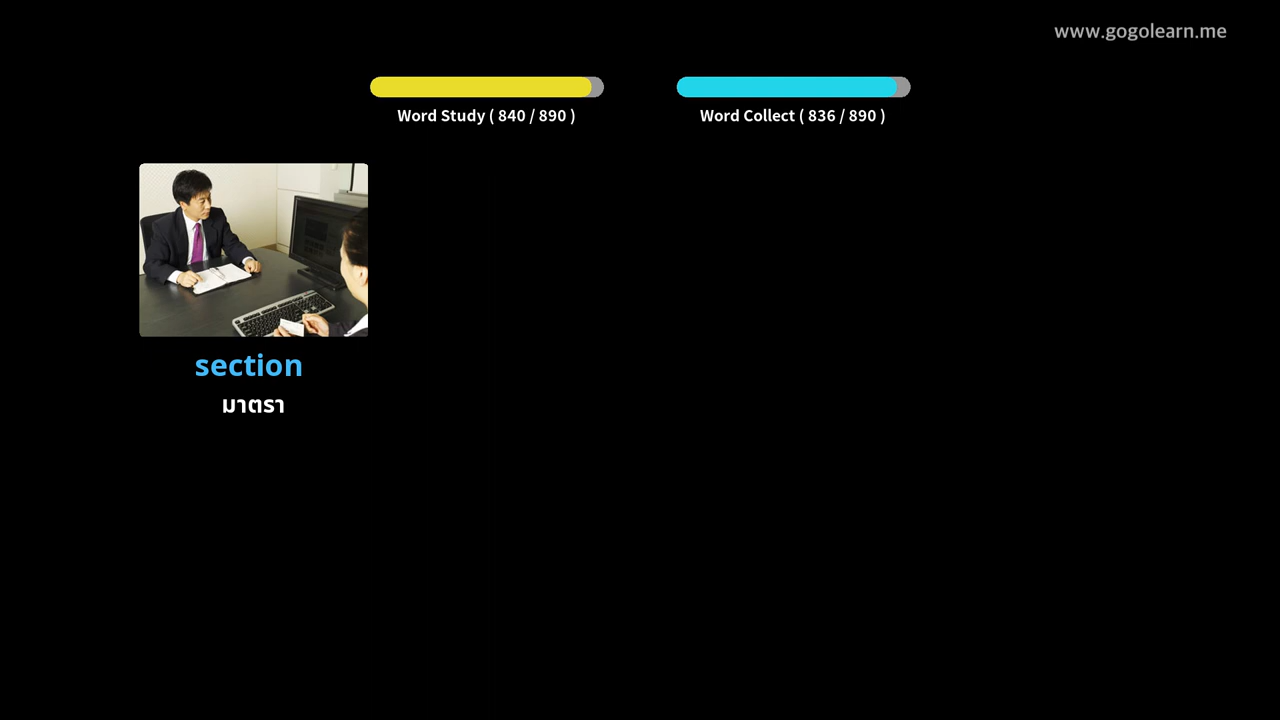 www.gogolearn.me
Word Study ( 840 / 890 )
Word Collect ( 836 / 890 )
section
มาตรา